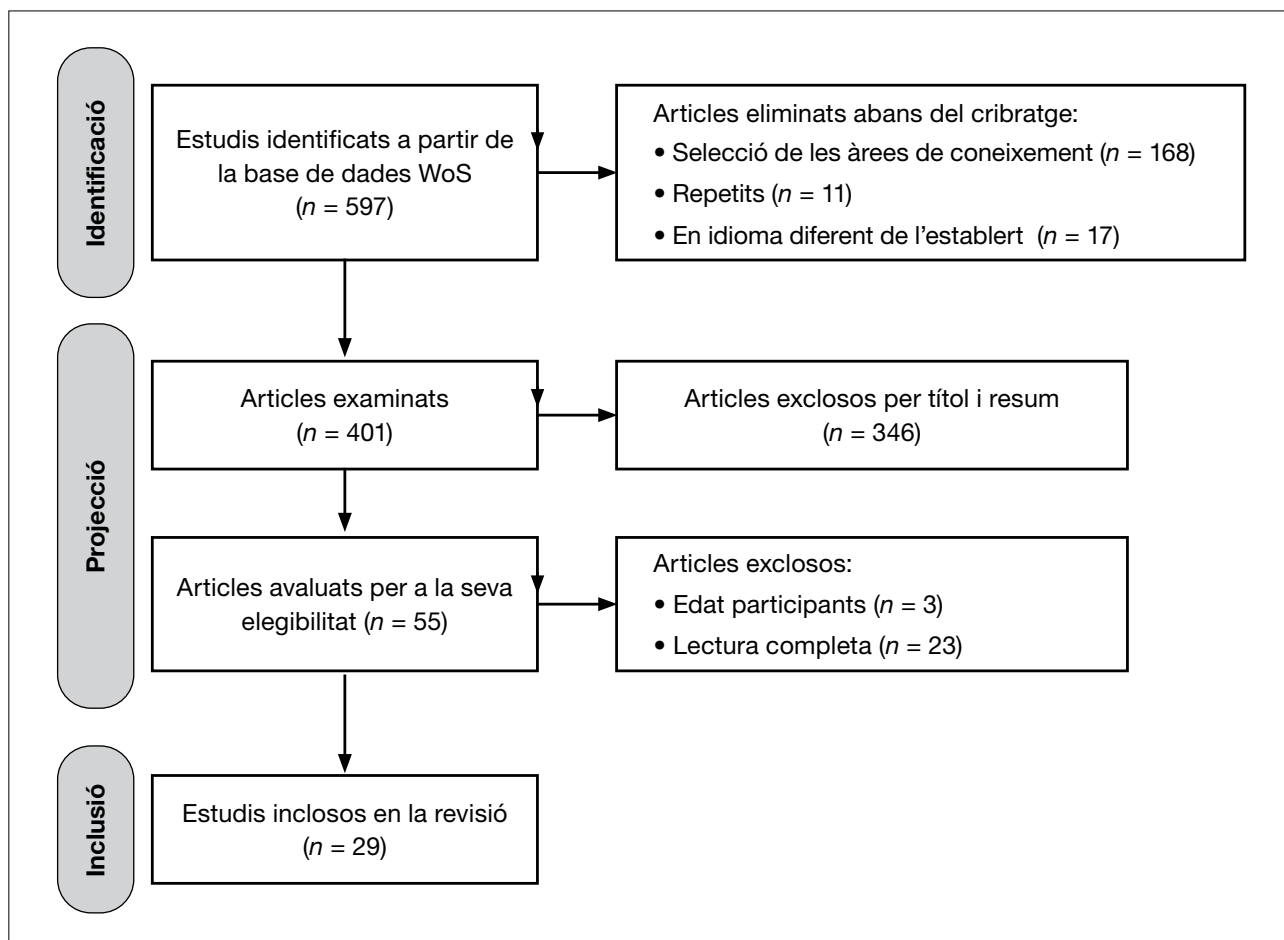 Identificació
Estudis identificats a partir de
la base de dades WoS
(n = 597)
Articles eliminats abans del cribratge:
• Selecció de les àrees de coneixement (n = 168)
• Repetits (n = 11)
• En idioma diferent de l'establert (n = 17)
Projecció
Articles examinats
(n = 401)
Articles exclosos per títol i resum
(n = 346)
Articles avaluats per a la seva
elegibilitat (n = 55)
Articles exclosos:
• Edat participants (n = 3)
• Lectura completa (n = 23)
Inclusió
Estudis inclosos en la revisió
(n = 29)